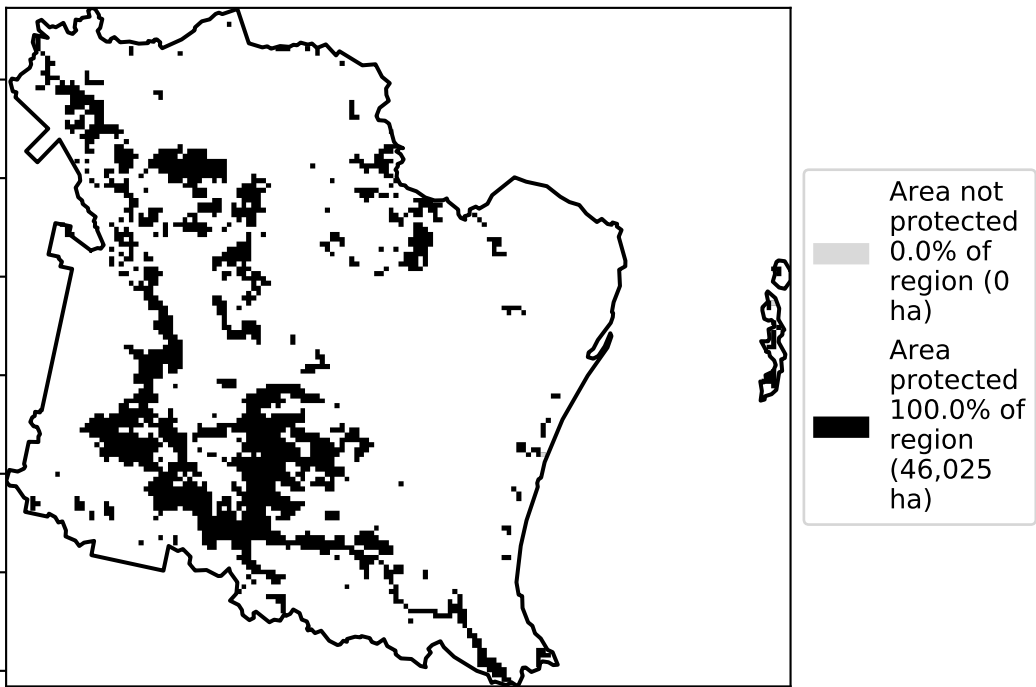 Area not
protected
0.0% of
region (0
ha)
Area
protected
100.0% of
region
(46,025
ha)